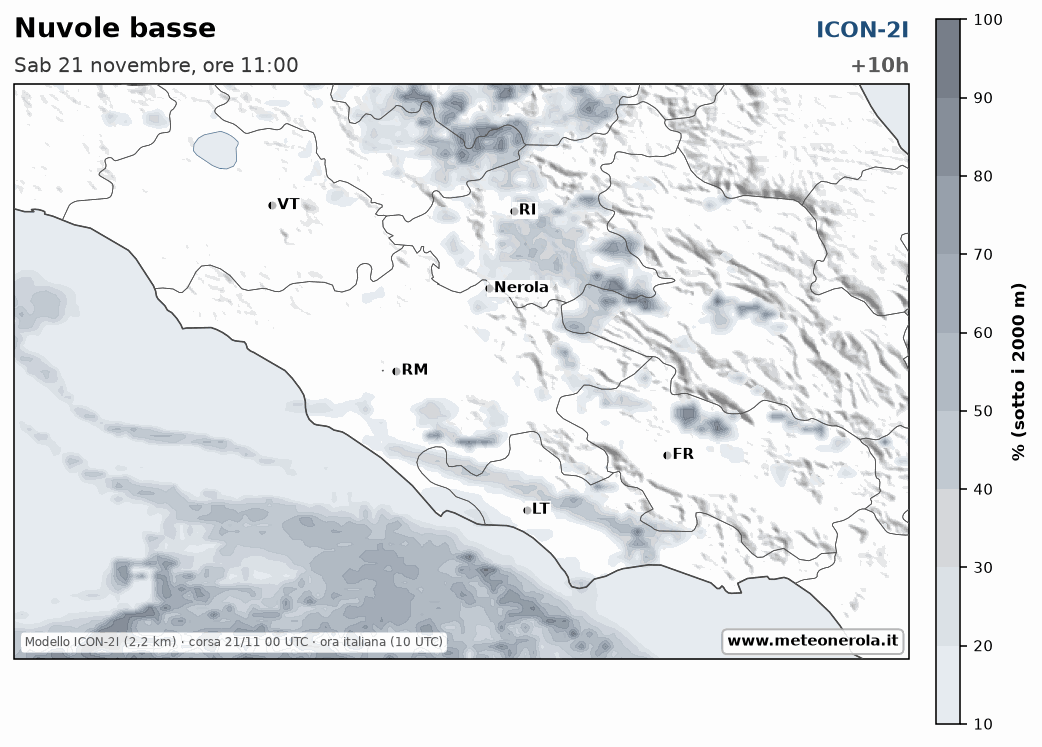 Nuvole basse
ICON-2I
Sab 21 novembre, ore 11:00
+10h
VT
RI
Nerola
RM
FR
LT
Modello ICON-2I (2,2 km) · corsa 21/11 00 UTC · ora italiana (10 UTC)
www.meteonerola.it
100
90
80
70
60
50
40
30
20
10
% (sotto i 2000 m)